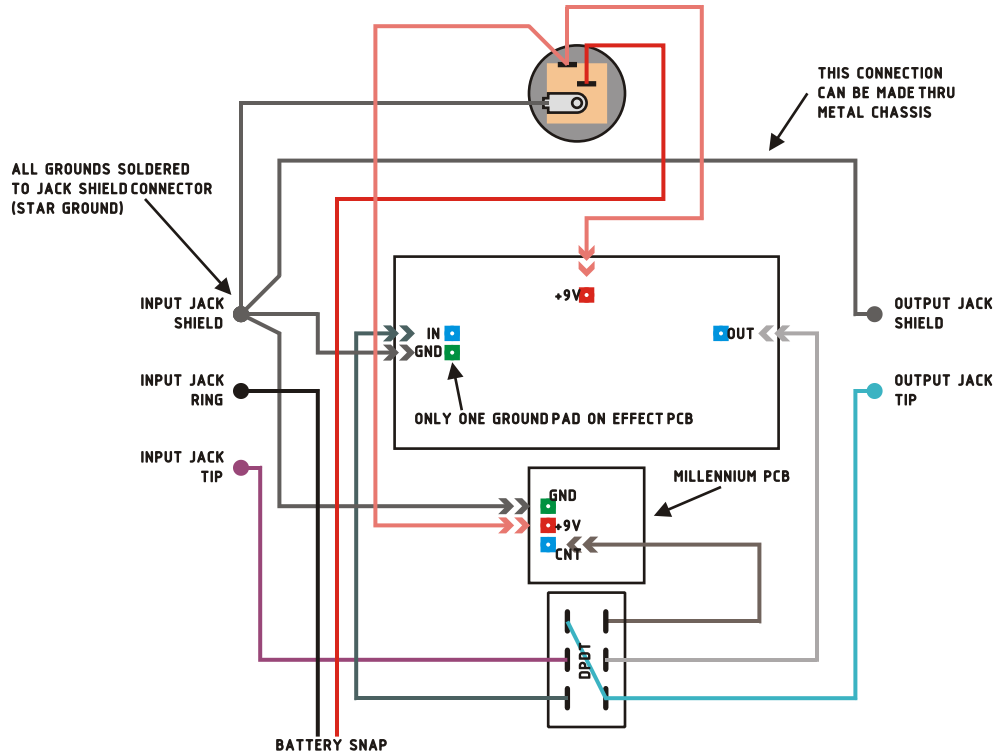 THIS CONNECTION
CAN BE MADE THRU
METAL CHASSIS
ALL GROUNDS SOLDERED
TO JACK SHIELD CONNECTOR
(STAR GROUND)
+9V
INPUT JACK
SHIELD
OUTPUT JACK
SHIELD
IN
OUT
GND
INPUT JACK
RING
OUTPUT JACK
TIP
ONLY ONE GROUND PAD ON EFFECT PCB
INPUT JACK
TIP
MILLENNIUM PCB
GND
+9V
CNT
DPDT
BATTERY SNAP